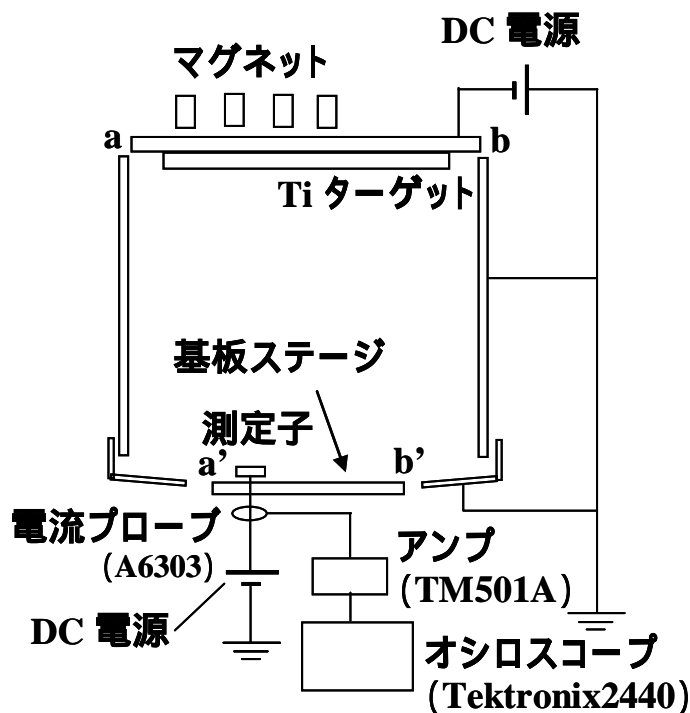 DC 電源
マグネット
a
b
Ti ターゲット
基板ステージ
測定子
a’
b’
電流プローブ
(A6303)
アンプ
(TM501A)
DC 電源
オシロスコープ
(Tektronix2440)